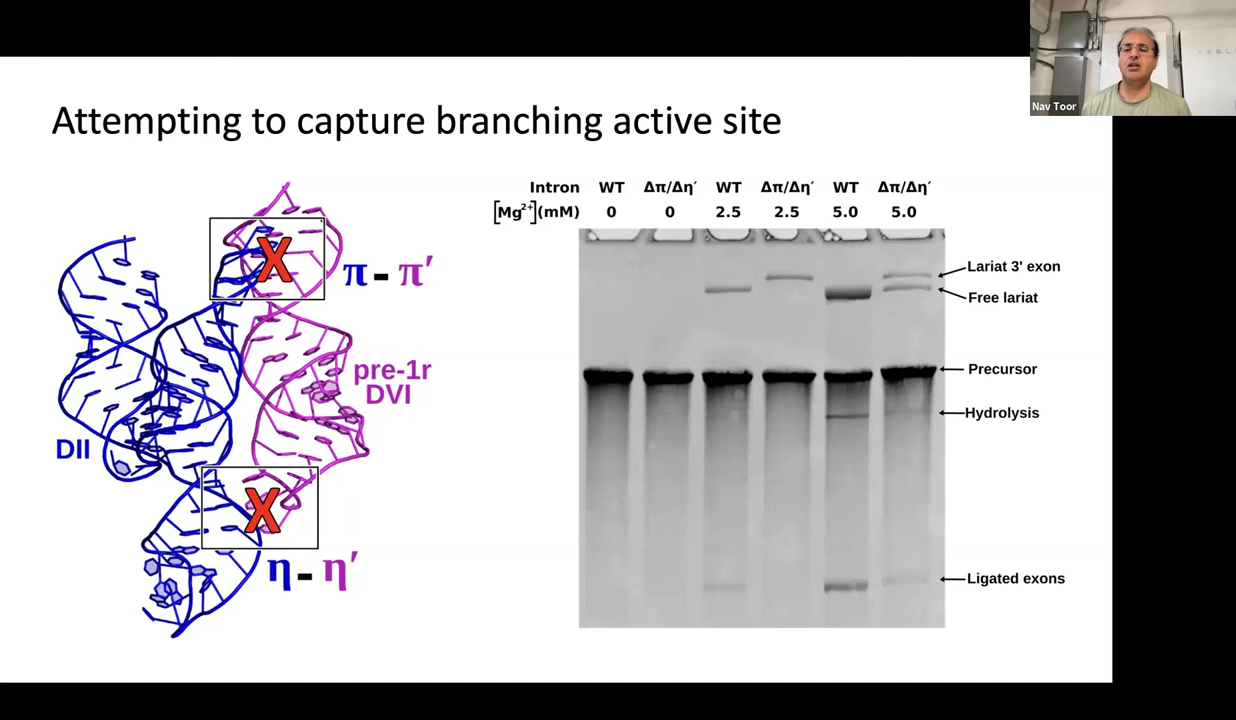 Nav Toor
Attempting to capture branching active site
Intron WT Δπ/Δη′ WT Δπ/Δη′ WT Δπ/Δη′
[Mg²⁺](mM) 0 0 2.5 2.5 5.0 5.0
X
π - π′
pre-1r
DVI
DII
X
η - η′
Lariat 3' exon
Free lariat
Precursor
Hydrolysis
Ligated exons